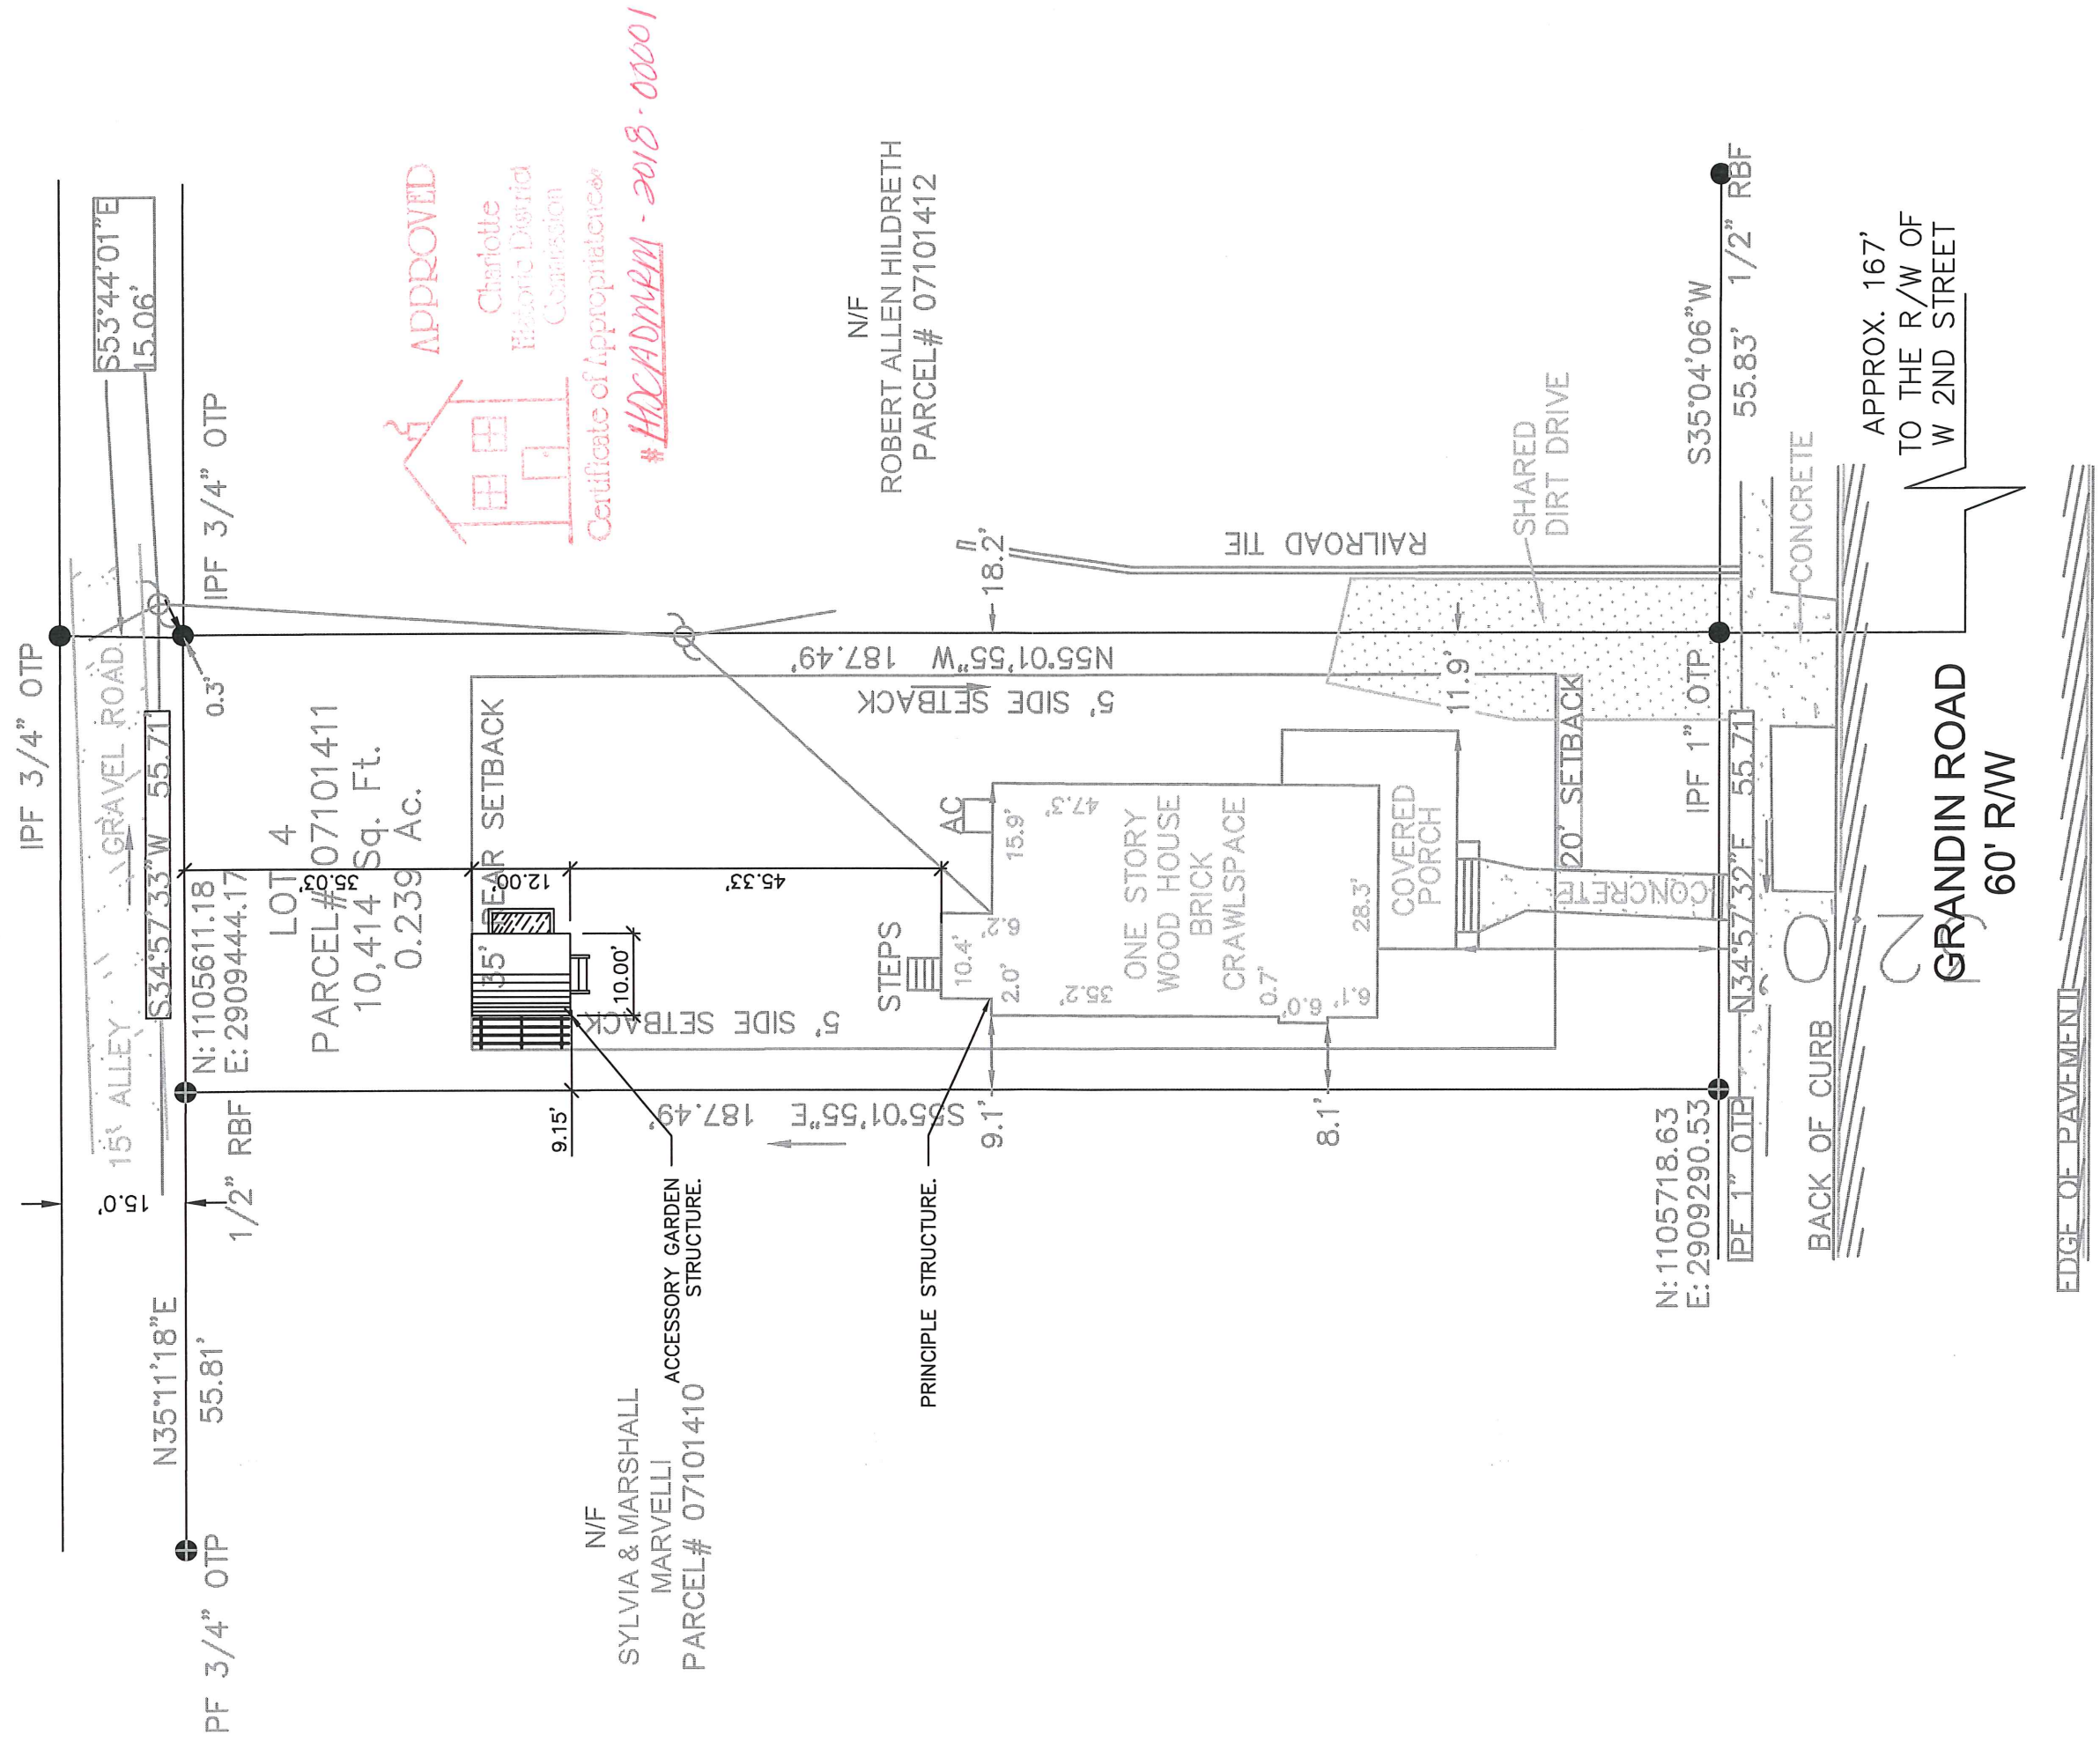 IPF 3/4" OTP
S53°44'01"E
15.06'
15' ALLEY
GRAVEL ROAD
S34°57'33"W 55.71'
IPF 3/4" OTP
0.3'
15.0'
N35°11'18"E
55.81'
1/2" RBF
PF 3/4" OTP
N:1105611.18
E:2909444.17
LOT 4
PARCEL# 07101411
10,414 Sq. Ft.
0.239 Ac.
35.03'
35' REAR SETBACK
12.00'
45.33'
10.00'
9.15'
APPROVED
Charlotte
Historic District
Commission
Certificate of Appropriateness
#HDCADMRM - 2018-00001
N/F
ROBERT ALLEN HILDRETH
PARCEL# 07101412
N/F
SYLVIA & MARSHALL
MARVELLI
PARCEL# 07101410
ACCESSORY GARDEN
STRUCTURE.
PRINCIPLE STRUCTURE.
5' SIDE SETBACK
S55°01'55"E 187.49'
5' SIDE SETBACK
N55°01'55"W 187.49'
STEPS
AC
10.4'
6.2'
15.9'
2.0'
35.2'
47.3'
9.1'
18.2'
ONE STORY
WOOD HOUSE
BRICK
CRAWLSPACE
0.7'
6.0'
6.1'
28.3'
8.1'
11.9'
COVERED
PORCH
RAILROAD TIE
SHARED
DIRT DRIVE
CONCRETE
20' SETBACK
N:1105718.63
E:2909290.53
IPF 1" OTP
N34°57'32"E 55.71'
IPF 1" OTP
S35°04'06"W
55.83'
1/2" RBF
CONCRETE
BACK OF CURB
APPROX. 167'
TO THE R/W OF
W 2ND STREET
GRANDIN ROAD
60' R/W
EDGE OF PAVEMENT